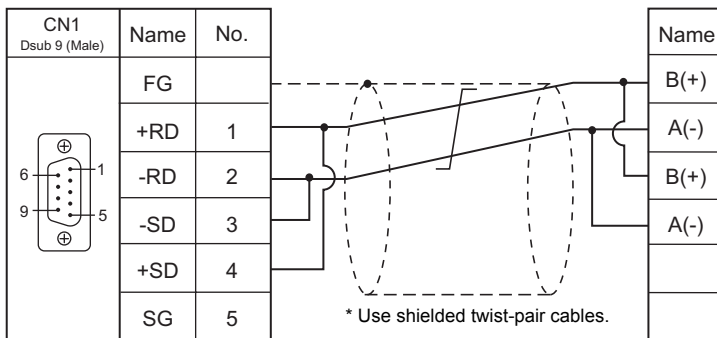 CN1
Dsub 9 (Male)
Name
No.
Name
FG
B(+)
+RD
1
A(-)
6
1
-RD
2
B(+)
9
5
-SD
3
A(-)
+SD
4
SG
5
* Use shielded twist-pair cables.